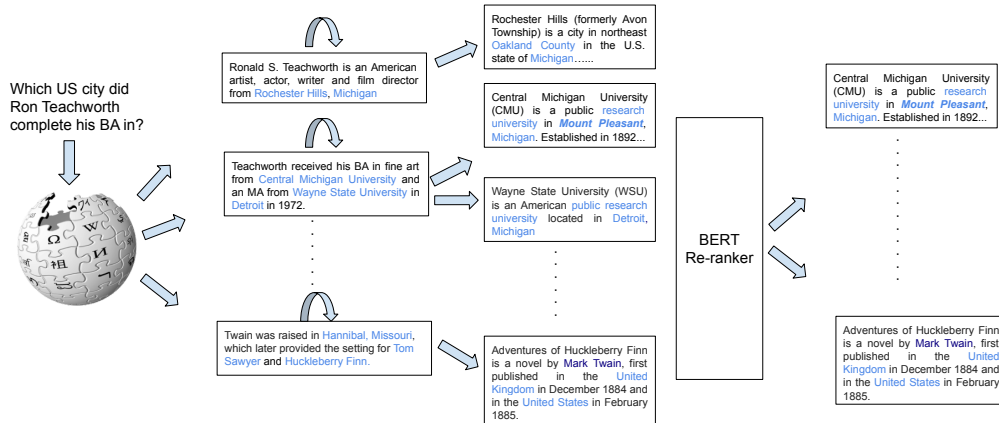 Which US city did
Ron Teachworth
complete his BA in?
Ω
W
И
祖
Ronald S. Teachworth is an American
artist, actor, writer and film director
from Rochester Hills, Michigan
Teachworth received his BA in fine art
from Central Michigan University and
an MA from Wayne State University in
Detroit in 1972.
Twain was raised in Hannibal, Missouri,
which later provided the setting for Tom
Sawyer and Huckleberry Finn.
Rochester Hills (formerly Avon
Township) is a city in northeast
Oakland County in the U.S.
state of Michigan…...
Central Michigan University
(CMU) is a public research
university in Mount Pleasant,
Michigan. Established in 1892...
Wayne State University (WSU)
is an American public research
university located in Detroit,
Michigan
Adventures of Huckleberry Finn
is a novel by Mark Twain, first
published in the United
Kingdom in December 1884 and
in the United States in February
1885.
BERT
Re-ranker
Central Michigan University
(CMU) is a public research
university in Mount Pleasant,
Michigan. Established in 1892...
Adventures of Huckleberry Finn
is a novel by Mark Twain, first
published in the United
Kingdom in December 1884 and
in the United States in February
1885.